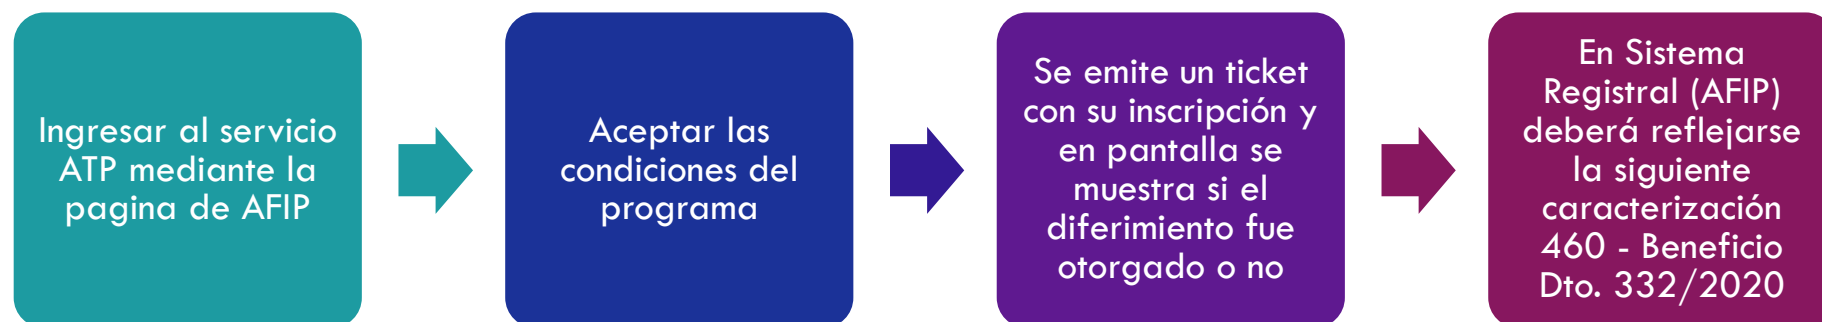 Ingresar al servicio
ATP mediante la
pagina de AFIP
Aceptar las
condiciones del
programa
Se emite un ticket
con su inscripción y
en pantalla se
muestra si el
diferimiento fue
otorgado o no
En Sistema
Registral (AFIP)
deberá reflejarse
la siguiente
caracterización
460 - Beneficio
Dto. 332/2020